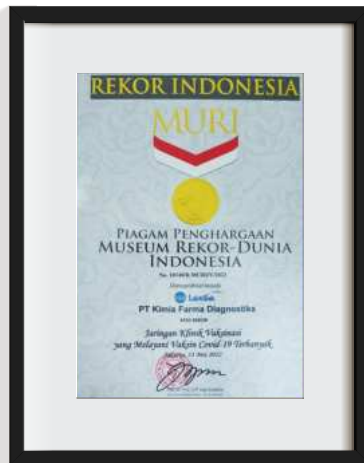 REKOR INDONESIA
MURI
PIAGAM PENGHARGAAN
MUSEUM REKOR-DUNIA
INDONESIA
PT Kimia Farma Diagnostika
Jaringan Klinik Vaksinasi
yang Melayani Vaksin Covid-19 Terbanyak